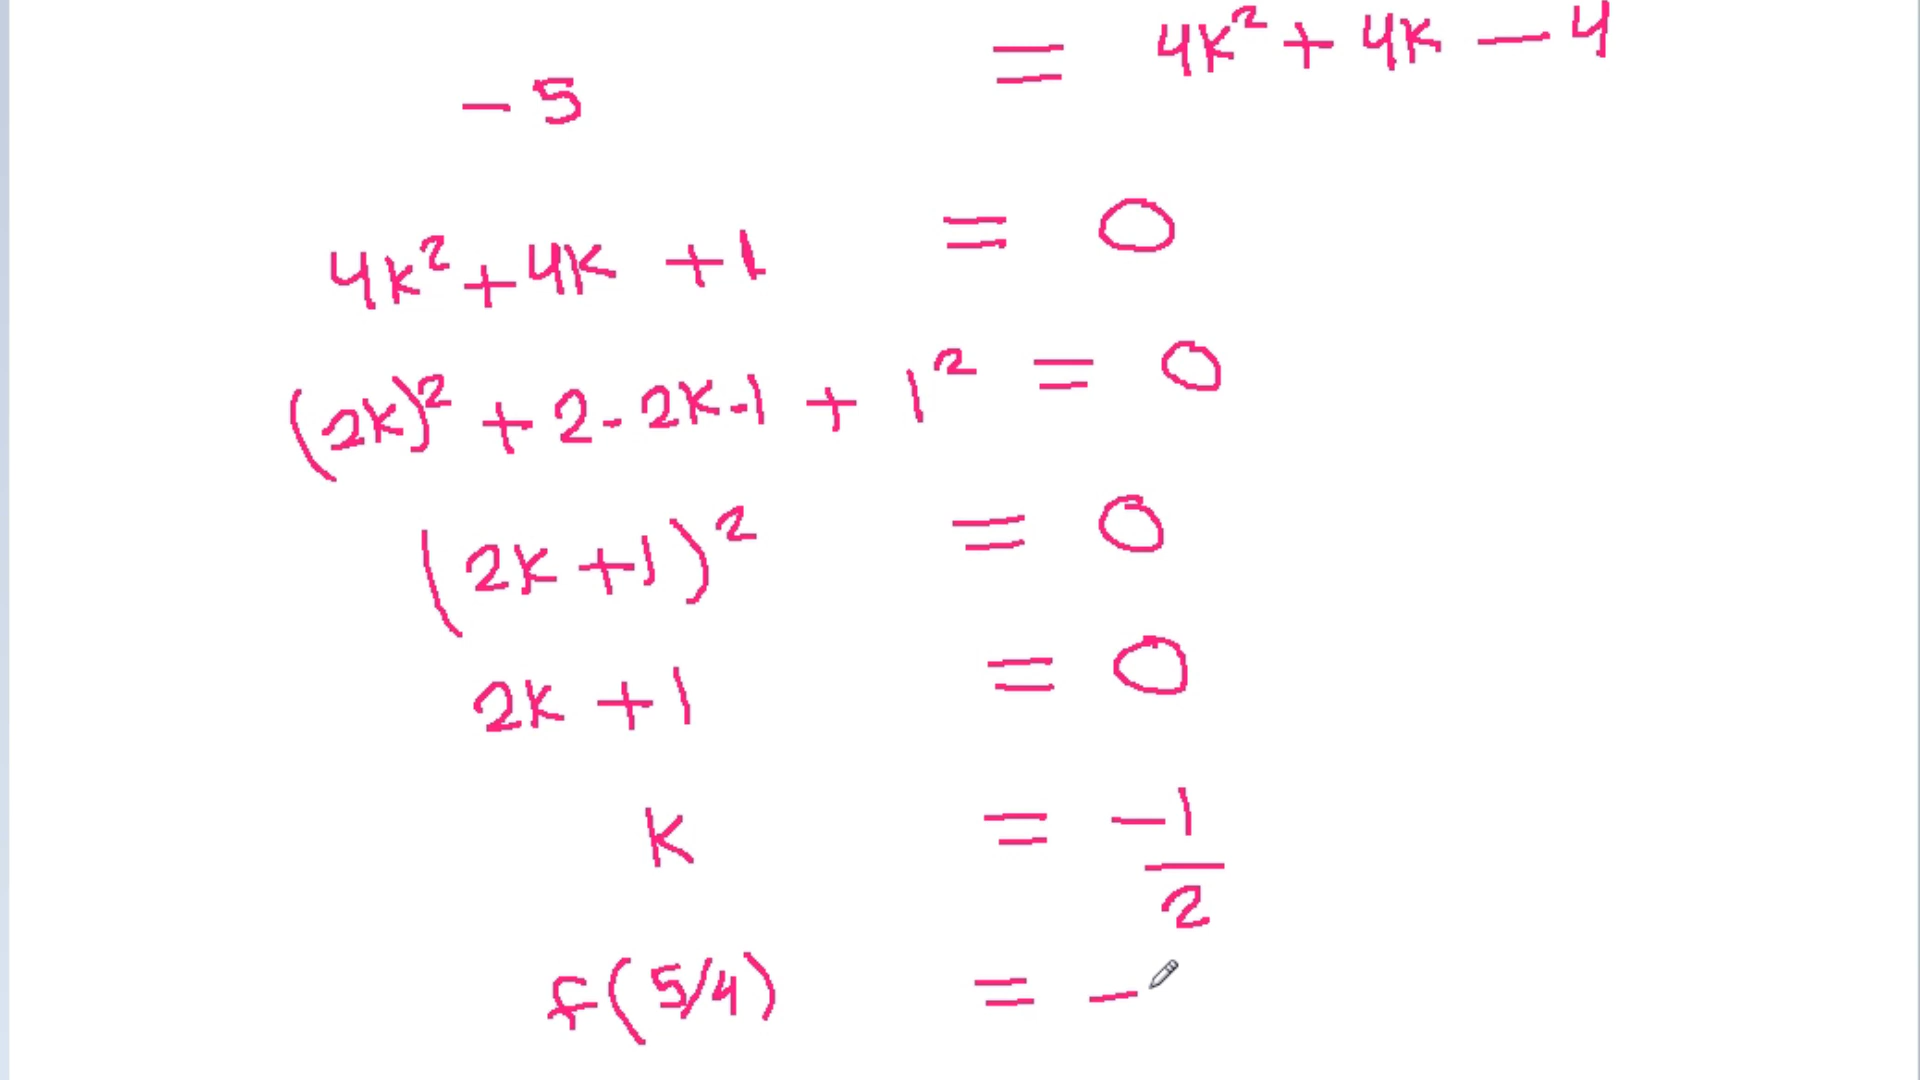 -5 = 4k² + 4k - 4
4k² + 4k + 1 = 0
(2k)² + 2·2k·1 + 1² = 0
(2k+1)² = 0
2k + 1 = 0
k = -1/2
f(5/4) = -